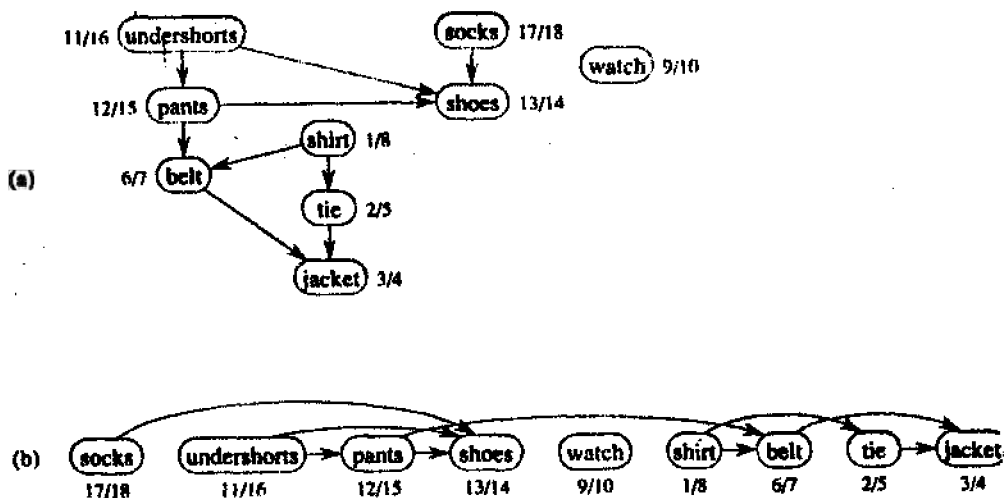 11/16 undershorts socks 17/18
watch 9/10
12/15 pants shoes 13/14
shirt 1/8
(a) 6/7 belt
tie 2/5
jacket 3/4
(b) socks undershorts pants shoes watch shirt belt tie jacket
17/18 11/16 12/15 13/14 9/10 1/8 6/7 2/5 3/4